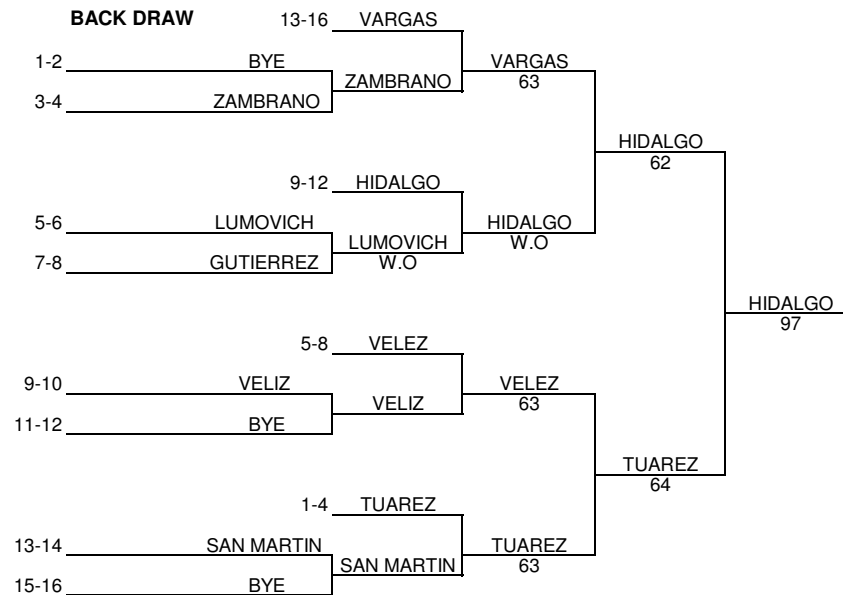 BACK DRAW
13-16 VARGAS
1-2 BYE VARGAS
63
3-4 ZAMBRANO ZAMBRANO
HIDALGO
62
9-12 HIDALGO
5-6 LUMOVICH HIDALGO
W.O
LUMOVICH
W.O
7-8 GUTIERREZ
HIDALGO
97
5-8 VELEZ
9-10 VELIZ VELEZ
63
VELIZ
11-12 BYE
TUAREZ
64
1-4 TUAREZ
13-14 SAN MARTIN TUAREZ
63
SAN MARTIN
15-16 BYE